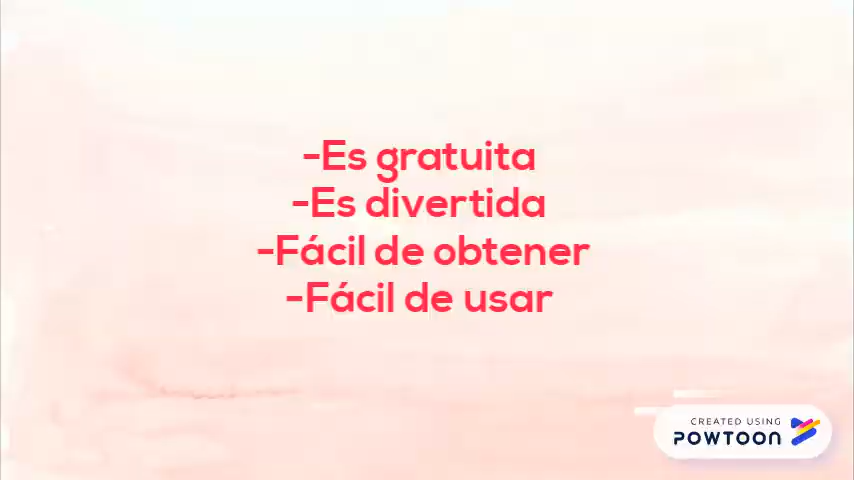 -Es gratuita
-Es divertida
-Fácil de obtener
-Fácil de usar
CREATED USING
POWTOON